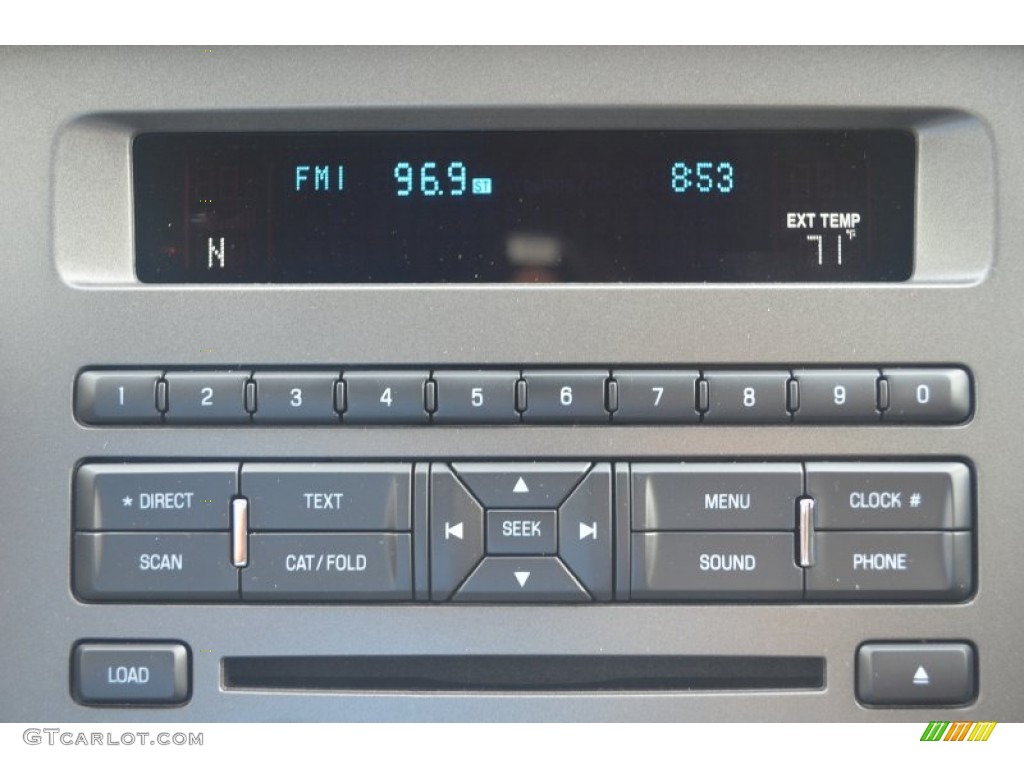 FM1 96.9 ST 8:53
EXT TEMP
N 71 °F
1 2 3 4 5 6 7 8 9 0
* DIRECT TEXT MENU CLOCK #
SEEK
SCAN CAT/FOLD SOUND PHONE
LOAD
GTCARLOT.COM